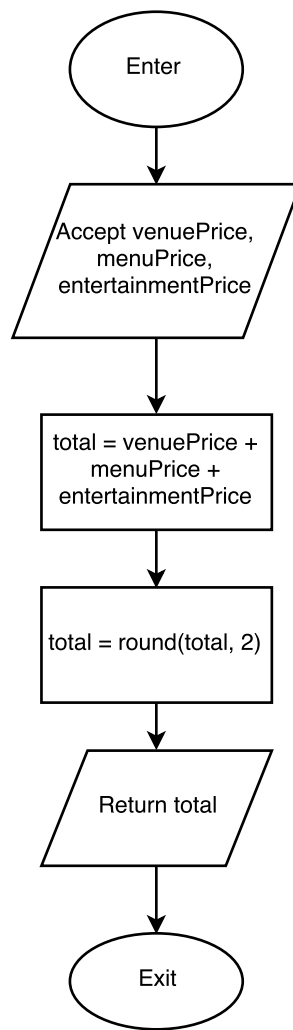 Enter
Accept venuePrice,
menuPrice,
entertainmentPrice
total = venuePrice +
menuPrice +
entertainmentPrice
total = round(total, 2)
Return total
Exit